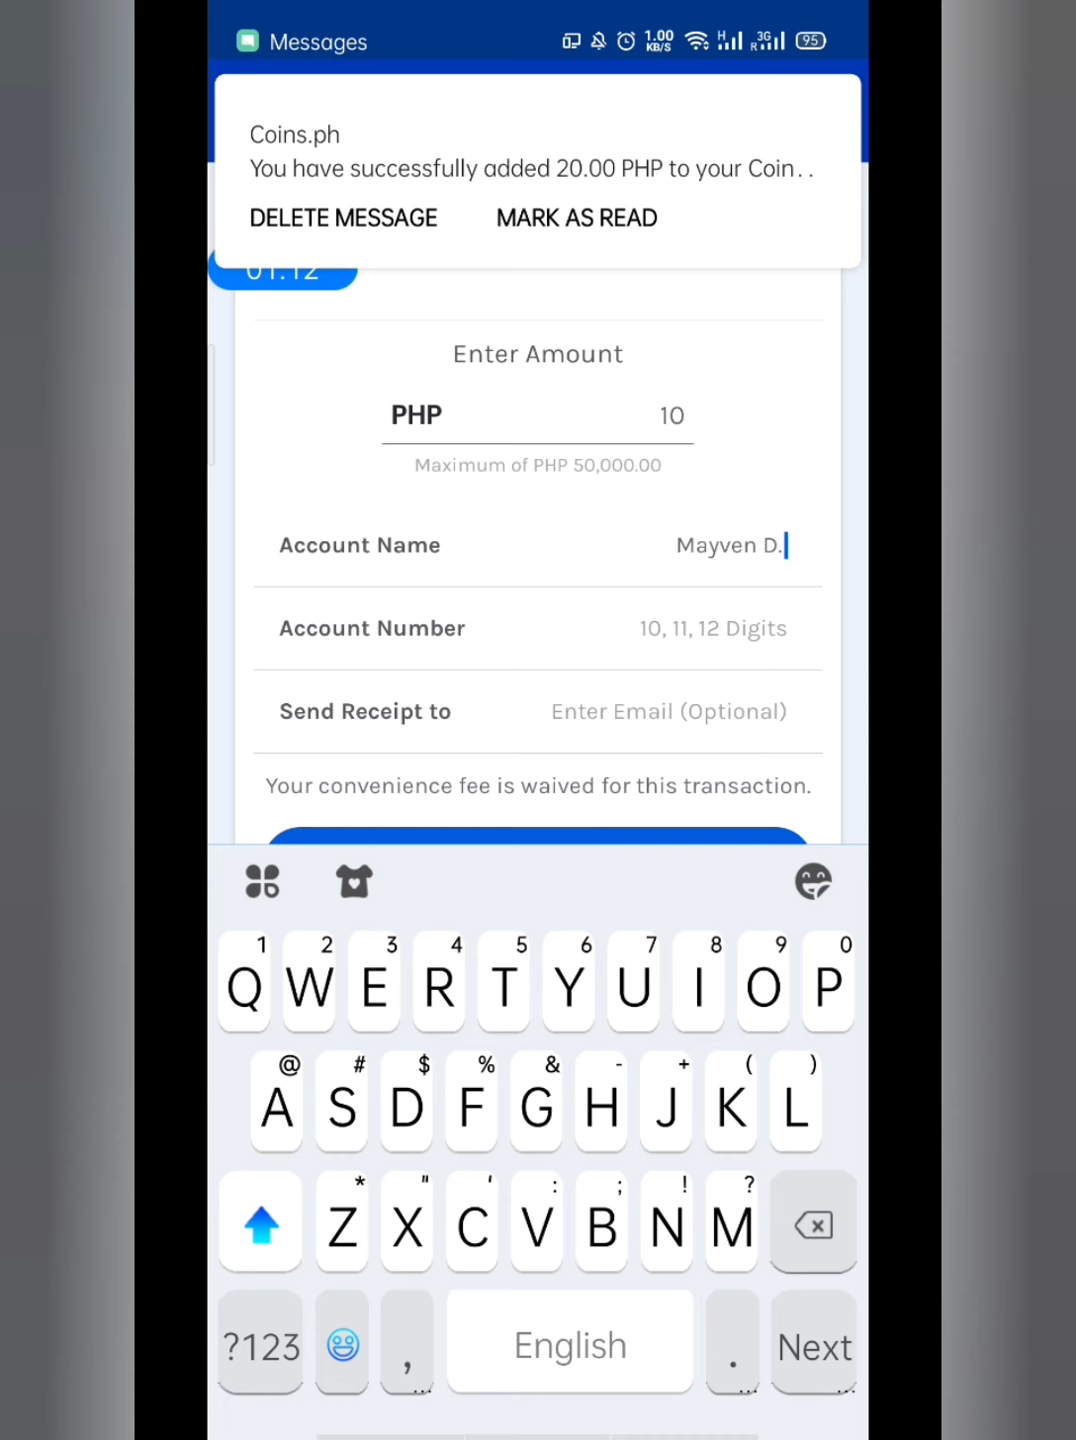 Messages
1.00 KB/S
H
3G
R
95
Coins.ph
You have successfully added 20.00 PHP to your Coin..
DELETE MESSAGE MARK AS READ
01:12
Enter Amount
PHP 10
Maximum of PHP 50,000.00
Account Name Mayven D.
Account Number 10, 11, 12 Digits
Send Receipt to Enter Email (Optional)
Your convenience fee is waived for this transaction.
1 2 3 4 5 6 7 8 9 0
Q W E R T Y U I O P
@ # $ % & - + ( )
A S D F G H J K L
* " ' : ; ! ?
Z X C V B N M
?123 , English . Next